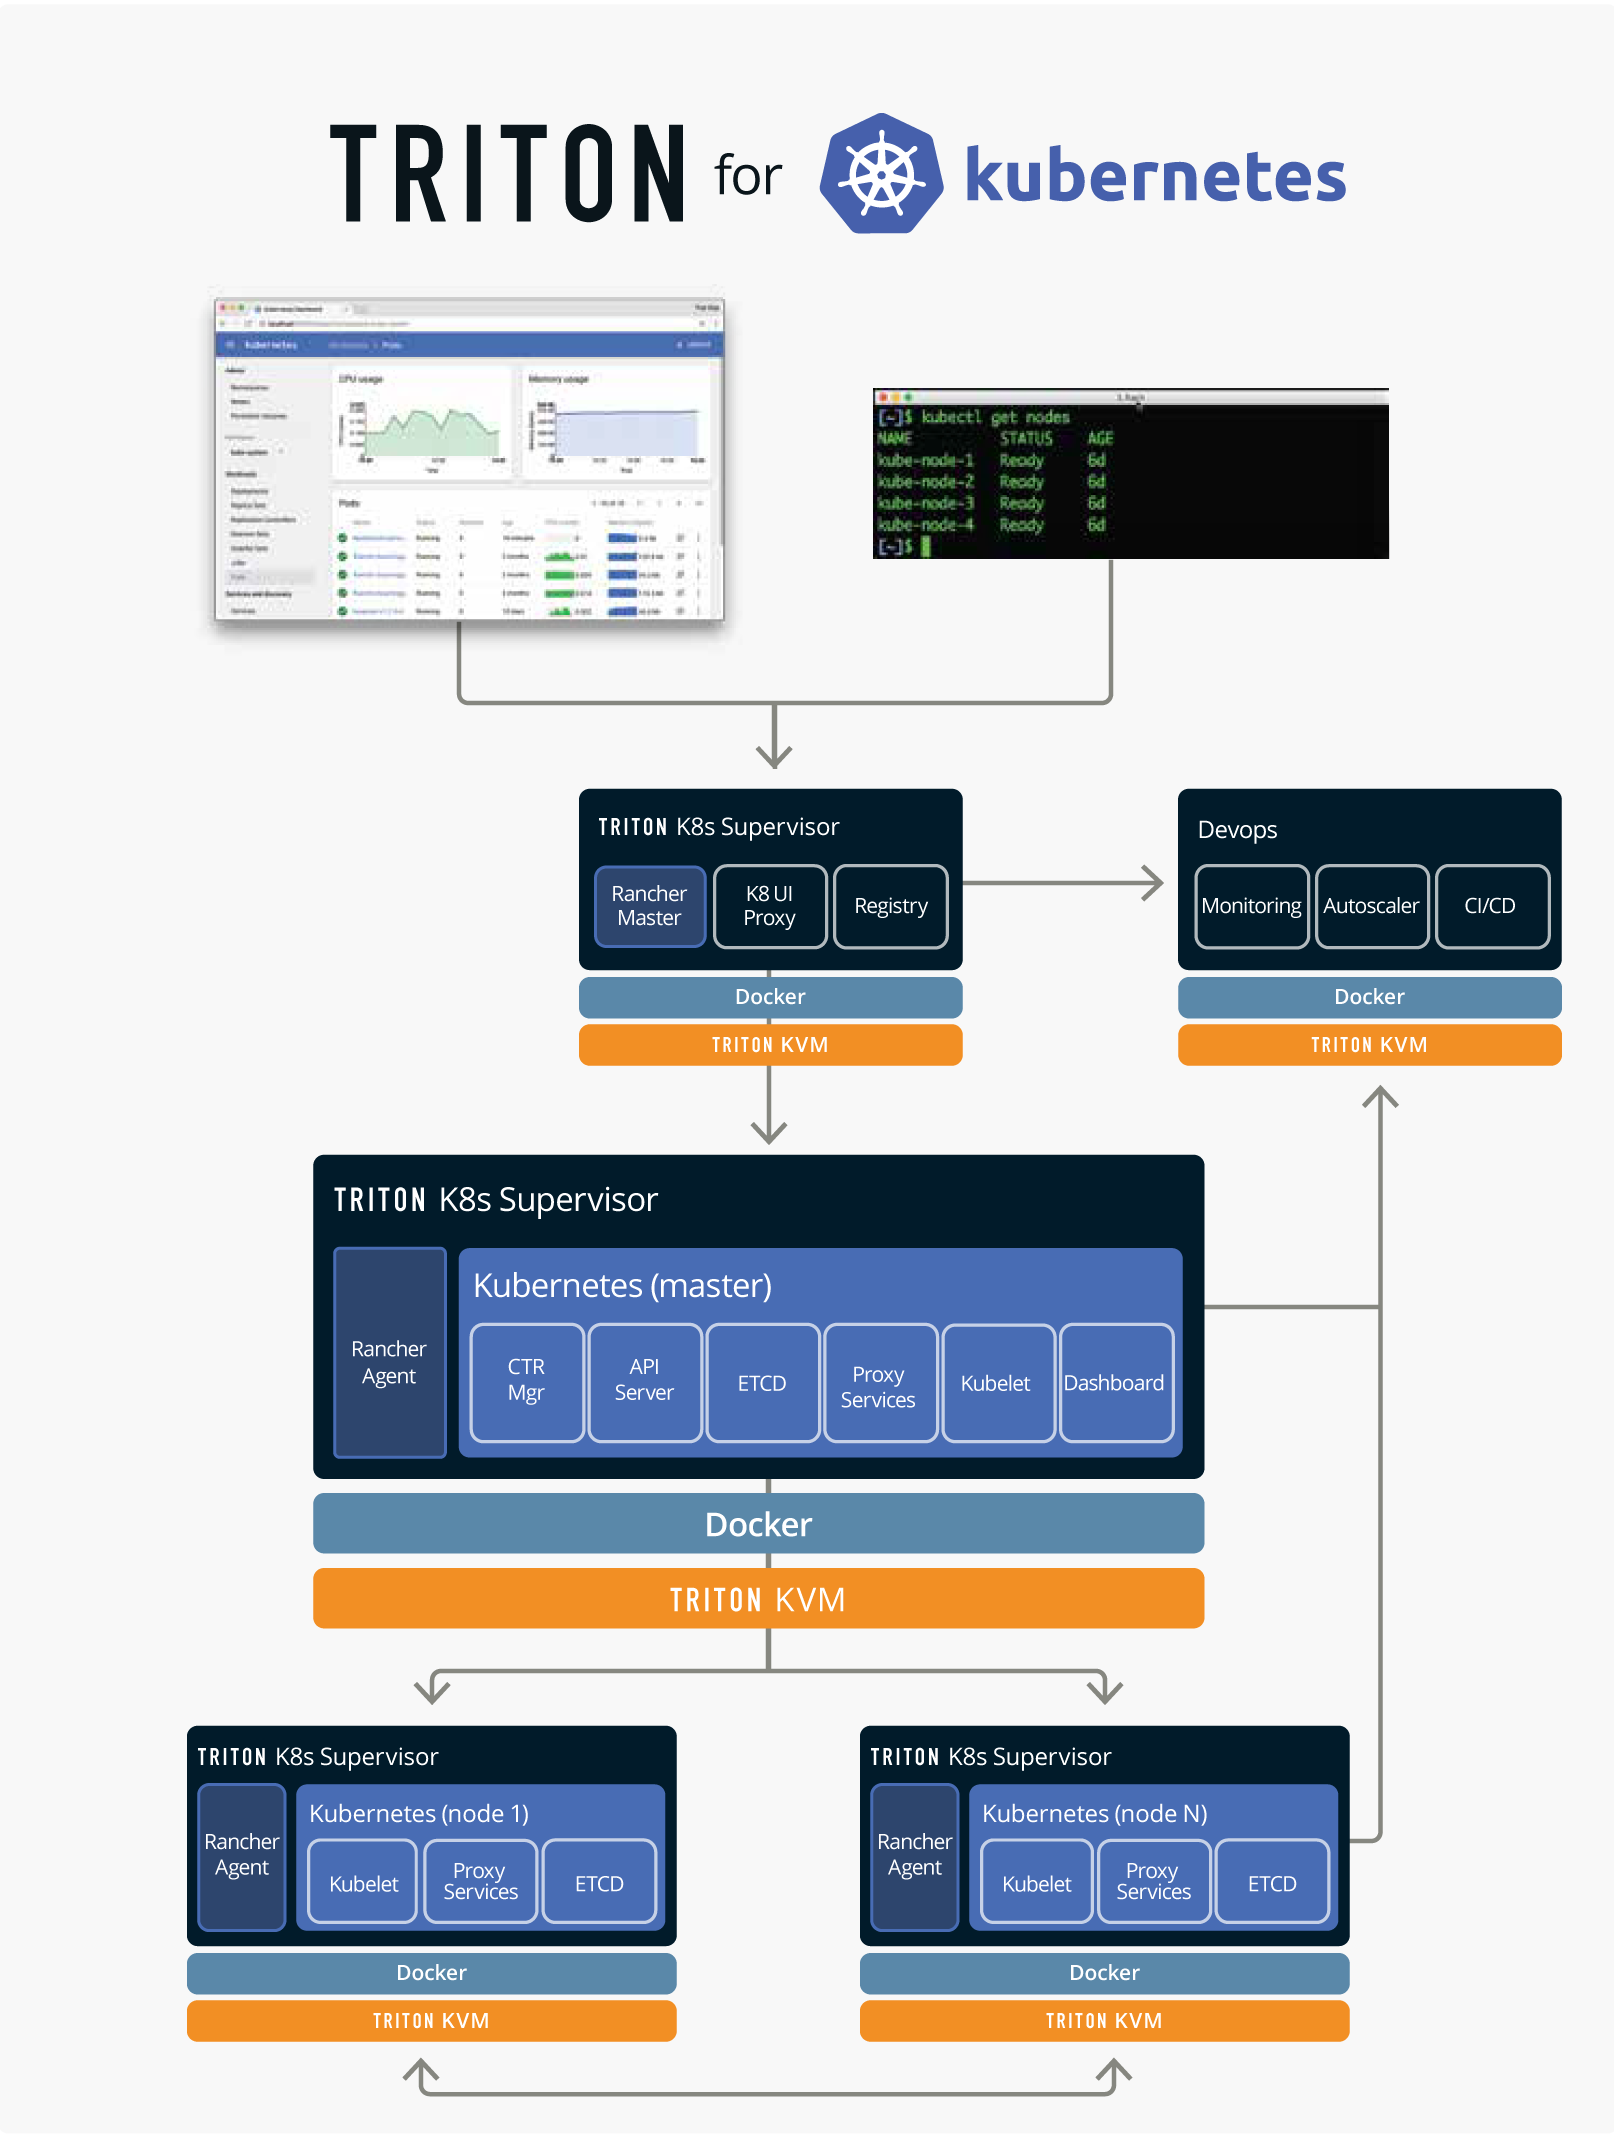 TRITON for kubernetes
kubernetes
CPU usage
Memory usage
Pods
[~]$ kubectl get nodes
NAME STATUS AGE
kube-node-1 Ready 6d
kube-node-2 Ready 6d
kube-node-3 Ready 6d
kube-node-4 Ready 6d
[~]$
TRITON K8s Supervisor
Rancher
Master
K8 UI
Proxy
Registry
Docker
TRITON KVM
Devops
Monitoring
Autoscaler
CI/CD
Docker
TRITON KVM
TRITON K8s Supervisor
Rancher
Agent
Kubernetes (master)
CTR
Mgr
API
Server
ETCD
Proxy
Services
Kubelet
Dashboard
Docker
TRITON KVM
TRITON K8s Supervisor
Rancher
Agent
Kubernetes (node 1)
Kubelet
Proxy
Services
ETCD
Docker
TRITON KVM
TRITON K8s Supervisor
Rancher
Agent
Kubernetes (node N)
Kubelet
Proxy
Services
ETCD
Docker
TRITON KVM